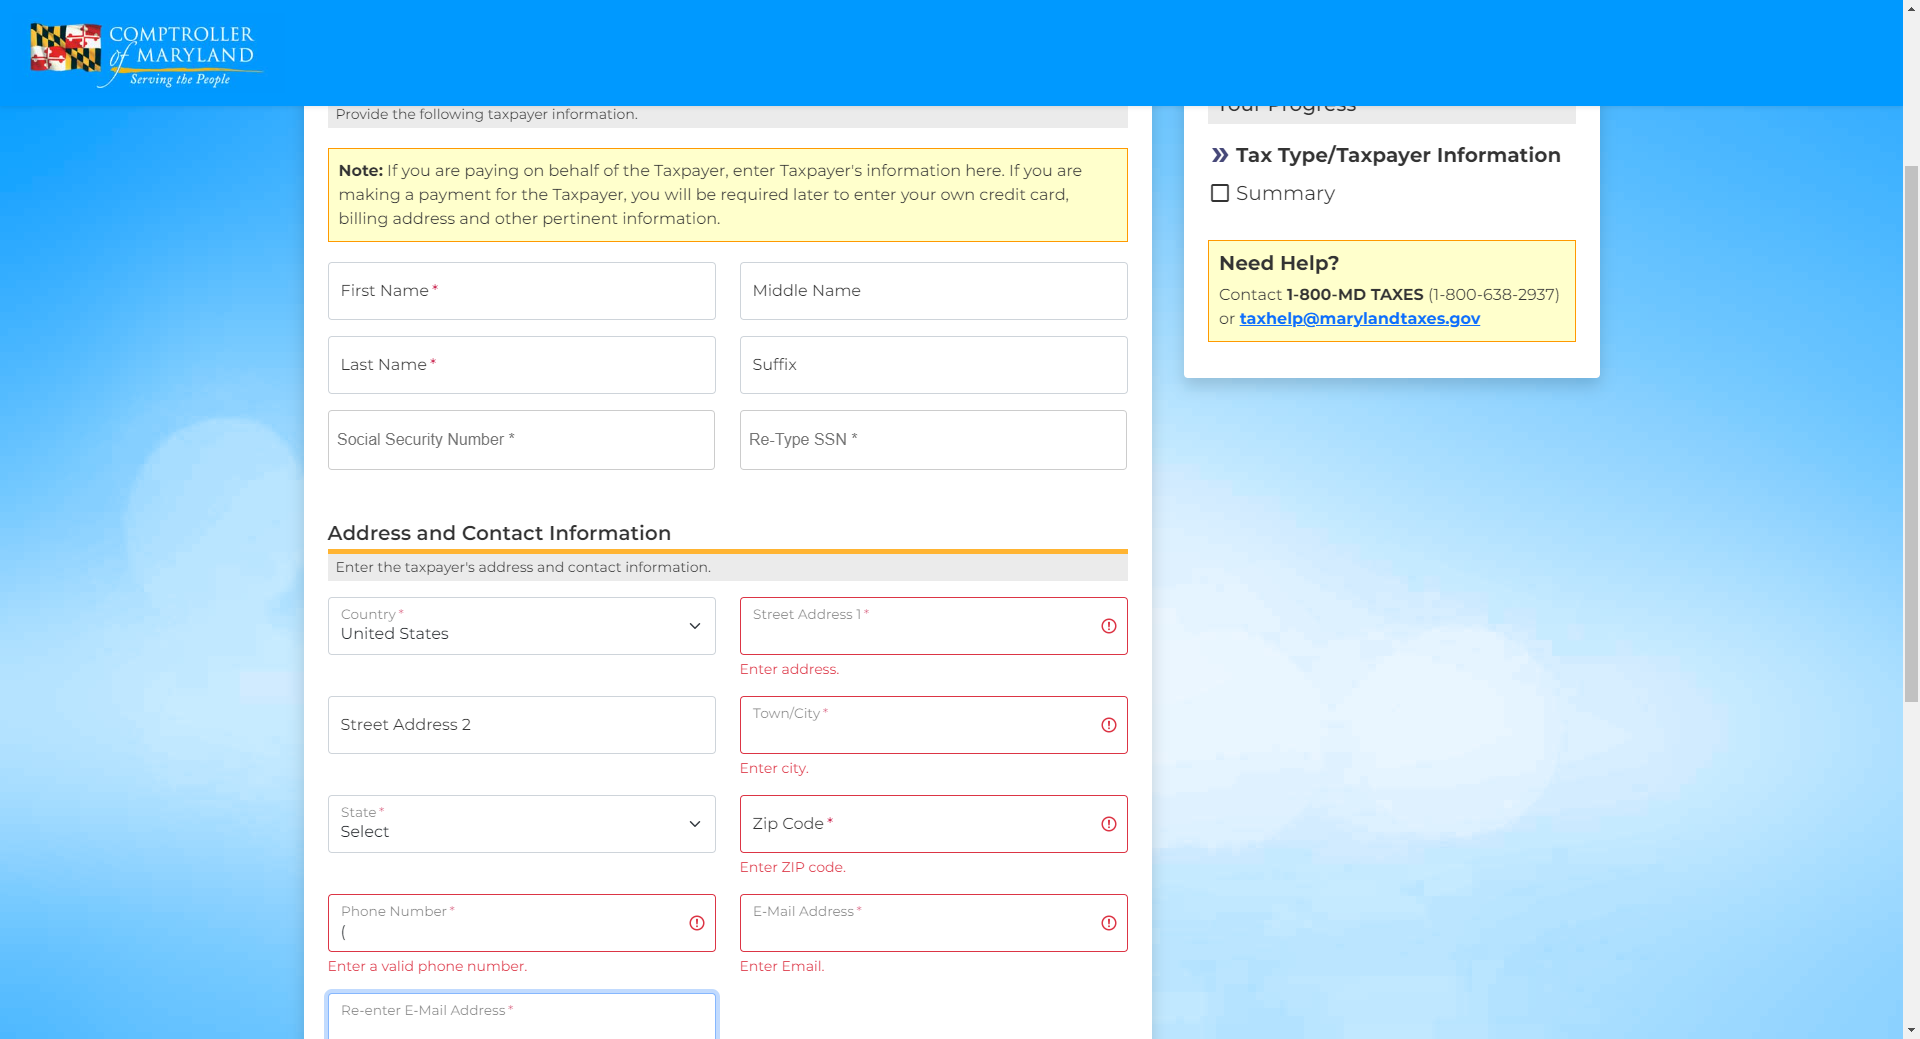 COMPTROLLER
of MARYLAND
Serving the People
Provide the following taxpayer information.
Note: If you are paying on behalf of the Taxpayer, enter Taxpayer's information here. If you are
making a payment for the Taxpayer, you will be required later to enter your own credit card,
billing address and other pertinent information.
First Name *
Middle Name
Last Name *
Suffix
Social Security Number *
Re-Type SSN *
Address and Contact Information
Enter the taxpayer's address and contact information.
Country *
United States
Street Address 1 *
Enter address.
Street Address 2
Town/City *
Enter city.
State *
Select
Zip Code *
Enter ZIP code.
Phone Number *
(
Enter a valid phone number.
E-Mail Address *
Enter Email.
Re-enter E-Mail Address *
Your Progress
Tax Type/Taxpayer Information
Summary
Need Help?
Contact 1-800-MD TAXES (1-800-638-2937)
or taxhelp@marylandtaxes.gov